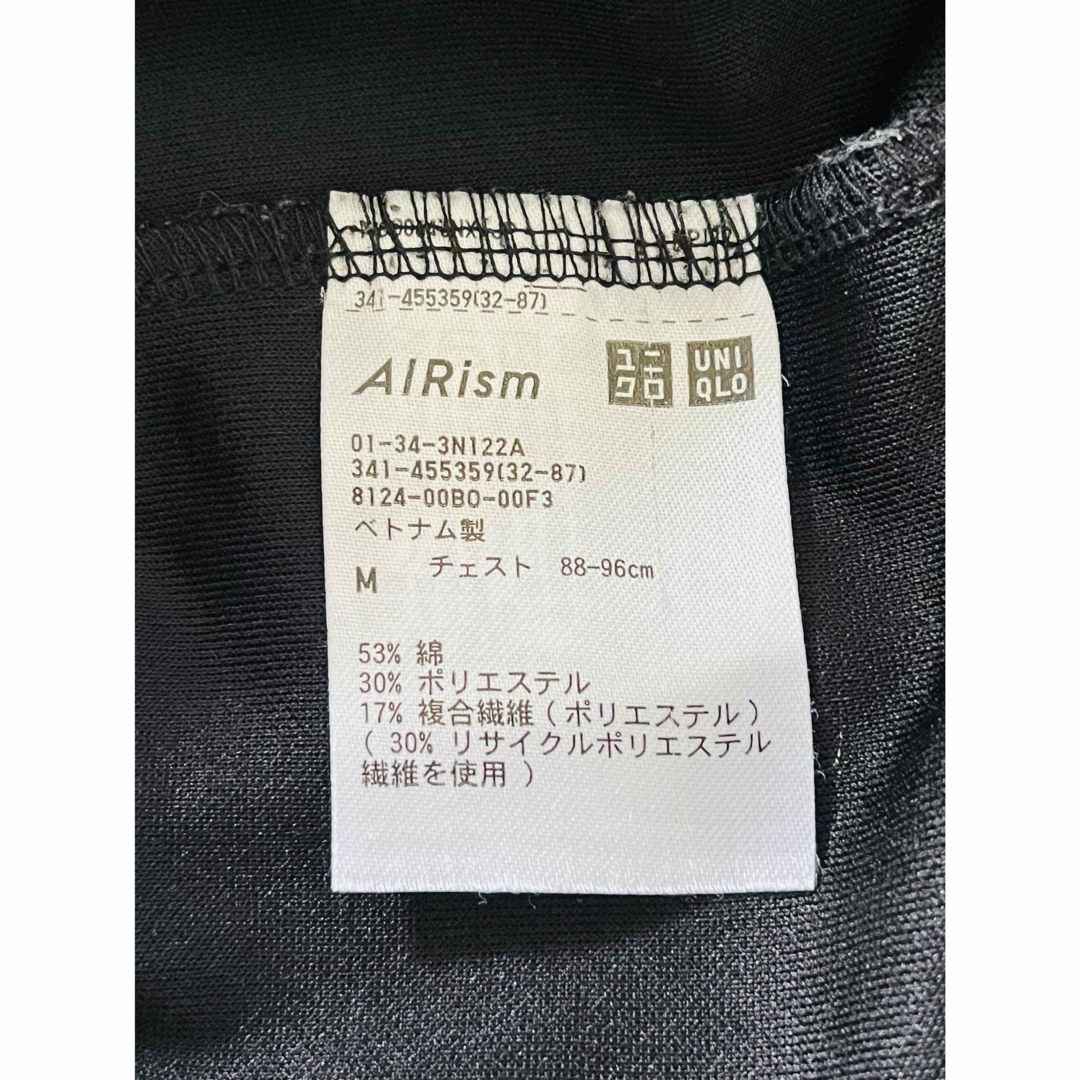 341-455359(32-87)
AIRism ユニクロ UNIQLO
01-34-3N122A
341-455359(32-87)
8124-00B0-00F3
ベトナム製
M チェスト 88-96cm
53% 綿
30% ポリエステル
17% 複合繊維 ( ポリエステル )
( 30% リサイクルポリエステル
繊維を使用 )